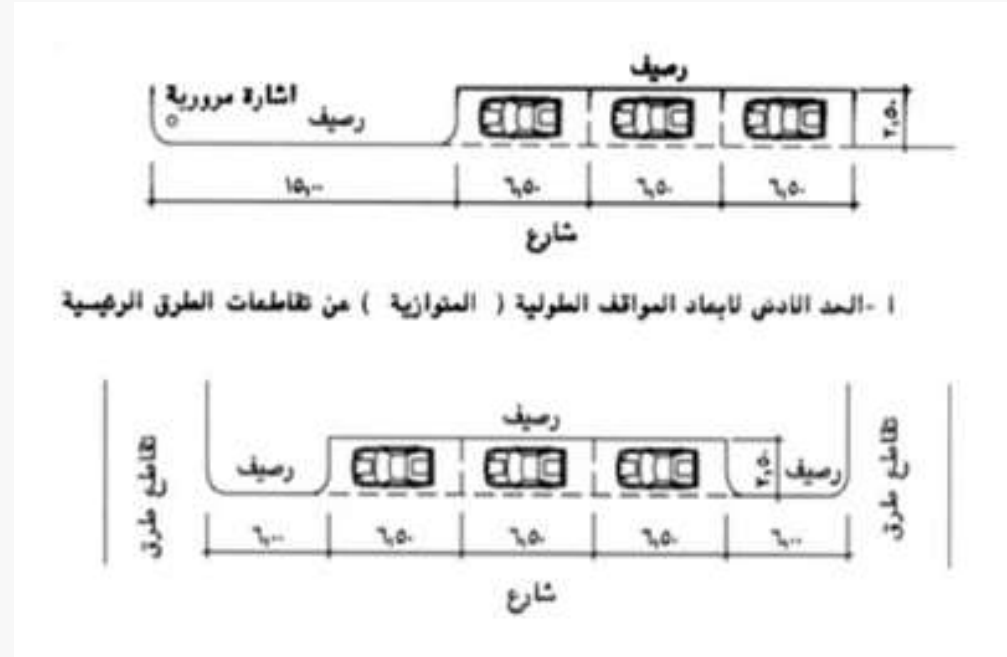 رصيف
اشارة مرورية
رصيف
٢,٥٠
١٥,٠٠ ٦,٥٠ ٦,٥٠ ٦,٥٠
شارع
١ -الحد الادنى لابعاد المواقف الطولية ( المتوازية ) عن تقاطعات الطرق الرئيسية
رصيف
تقاطع طرق
رصيف
٢,٥٠
رصيف
تقاطع طرق
٦,٠٠ ٦,٥٠ ٦,٥٠ ٦,٥٠ ٦,٠٠
شارع